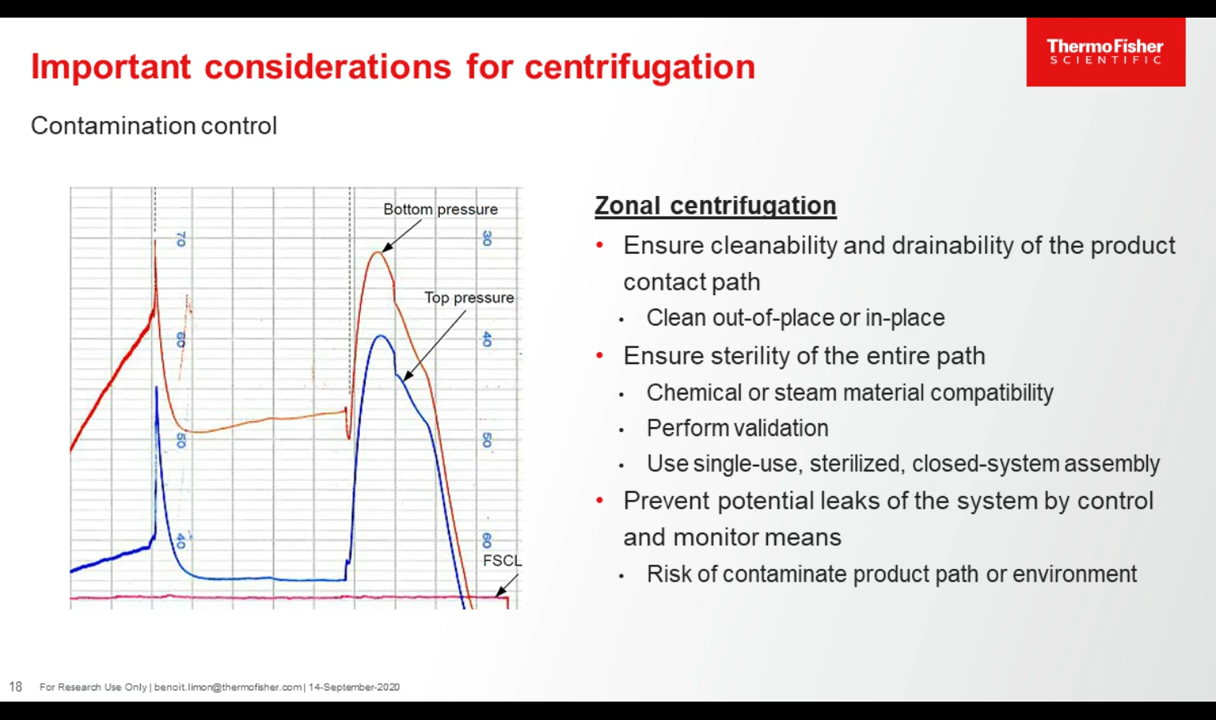 Important considerations for centrifugation
ThermoFisher
SCIENTIFIC
Contamination control
Bottom pressure
Top pressure
FSCL
70
60
50
40
30
40
50
60
Zonal centrifugation
• Ensure cleanability and drainability of the product
contact path
• Clean out-of-place or in-place
• Ensure sterility of the entire path
• Chemical or steam material compatibility
• Perform validation
• Use single-use, sterilized, closed-system assembly
• Prevent potential leaks of the system by control
and monitor means
• Risk of contaminate product path or environment
18 For Research Use Only | benoit.limon@thermofisher.com | 14-September-2020